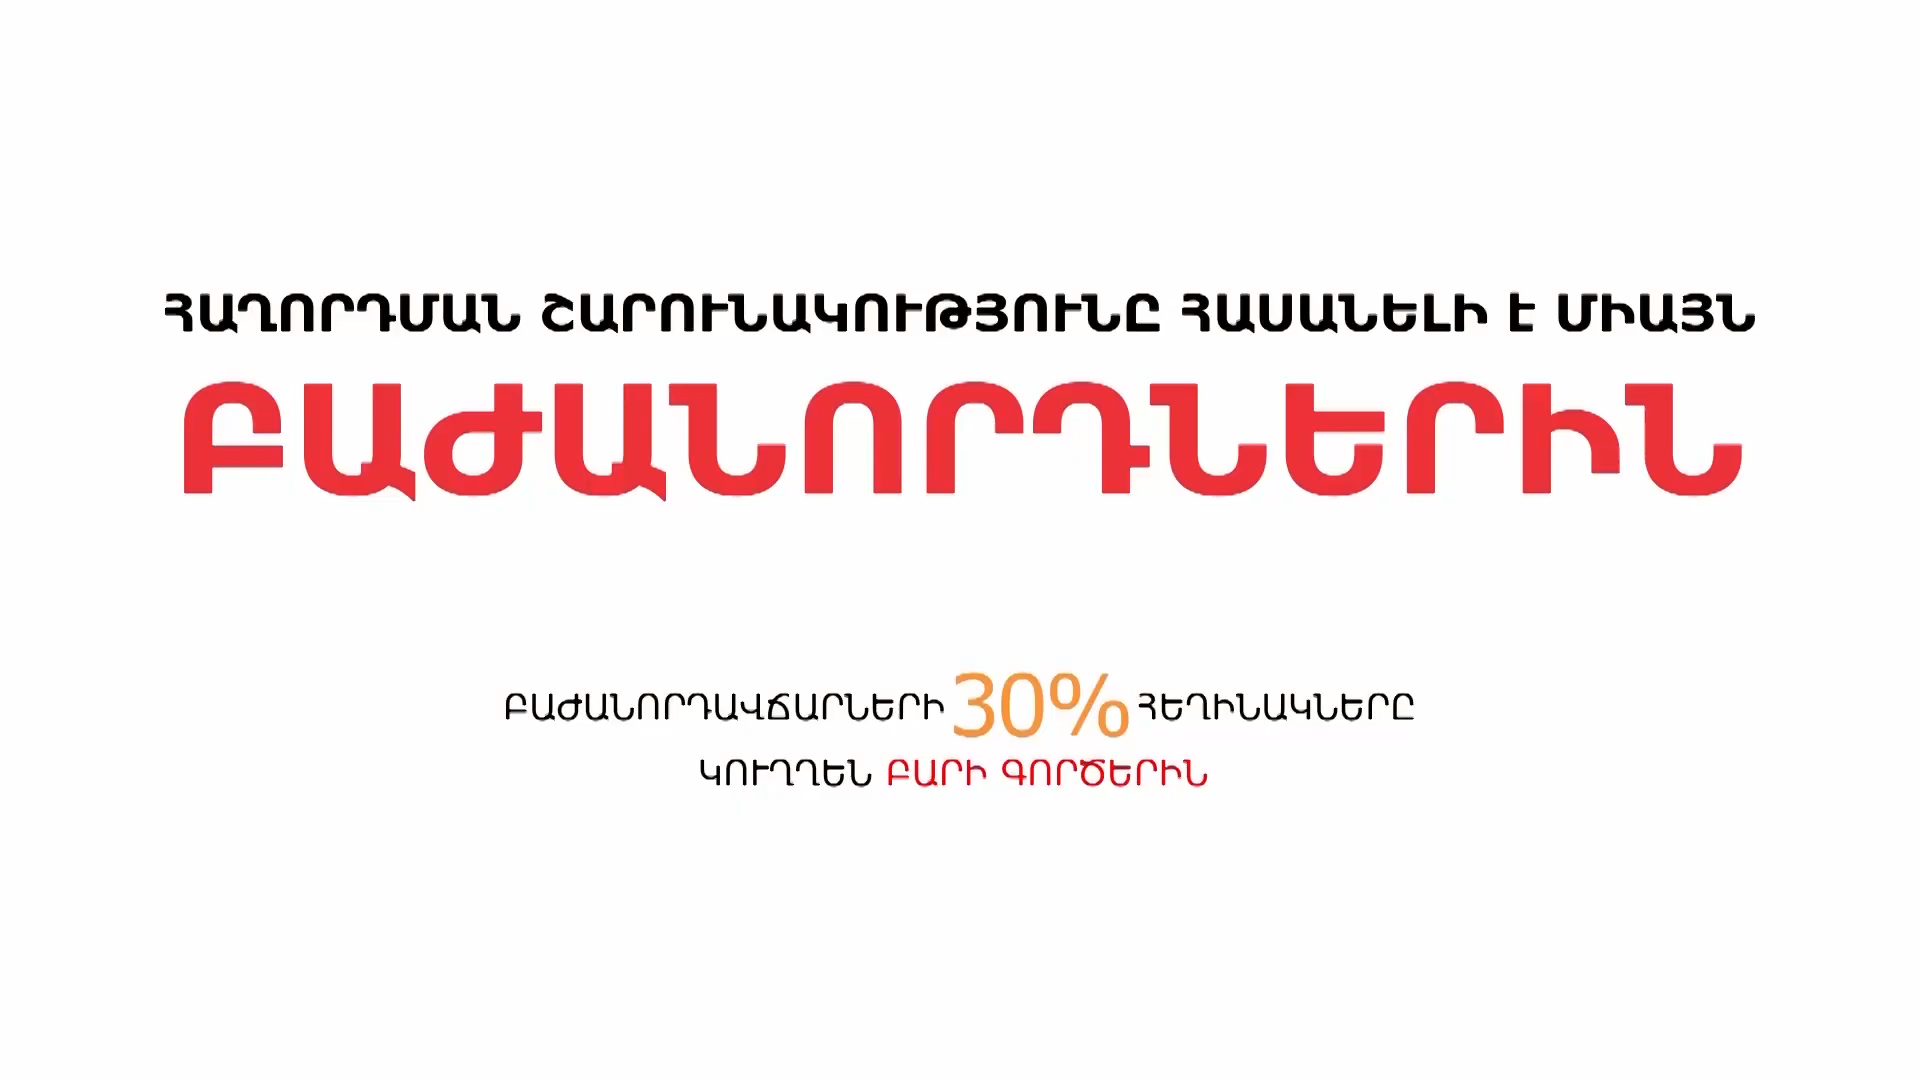 ՀԱՂՈՐԴՄԱՆ ՇԱՐՈՒՆԱԿՈՒԹՅՈՒՆԸ ՀԱՍԱՆԵԼԻ Է ՄԻԱՅՆ
ԲԱԺԱՆՈՐԴՆԵՐԻՆ
ԲԱԺԱՆՈՐԴԱՎՃԱՐՆԵՐԻ 30% ՀԵՂԻՆԱԿՆԵՐԸ
ԿՈՒՂՂԵՆ ԲԱՐԻ ԳՈՐԾԵՐԻՆ